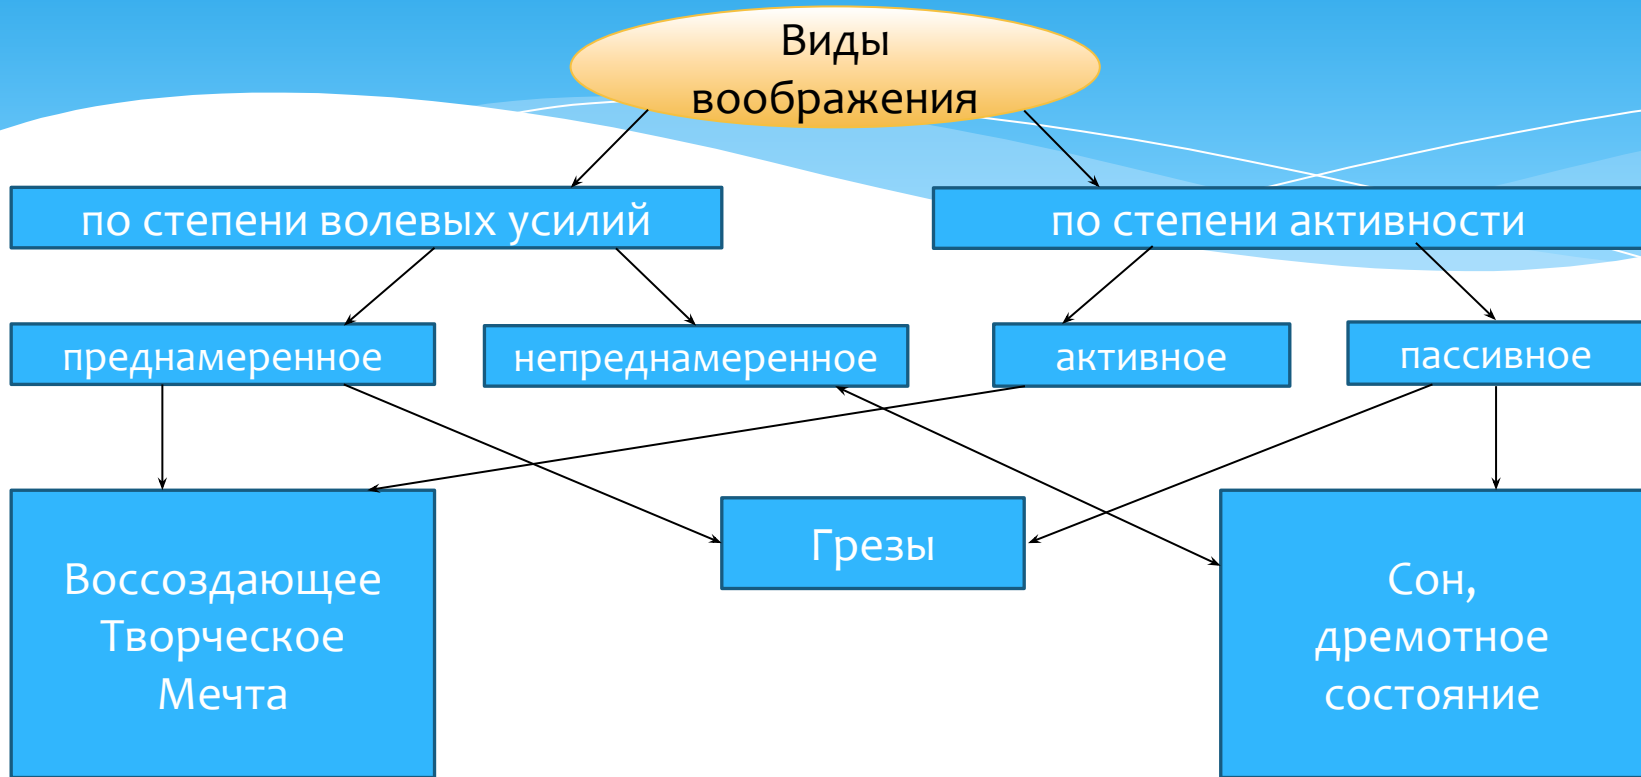 Виды
воображения
по степени волевых усилий
по степени активности
преднамеренное
непреднамеренное
активное
пассивное
Воссоздающее
Творческое
Мечта
Грезы
Сон,
дремотное
состояние